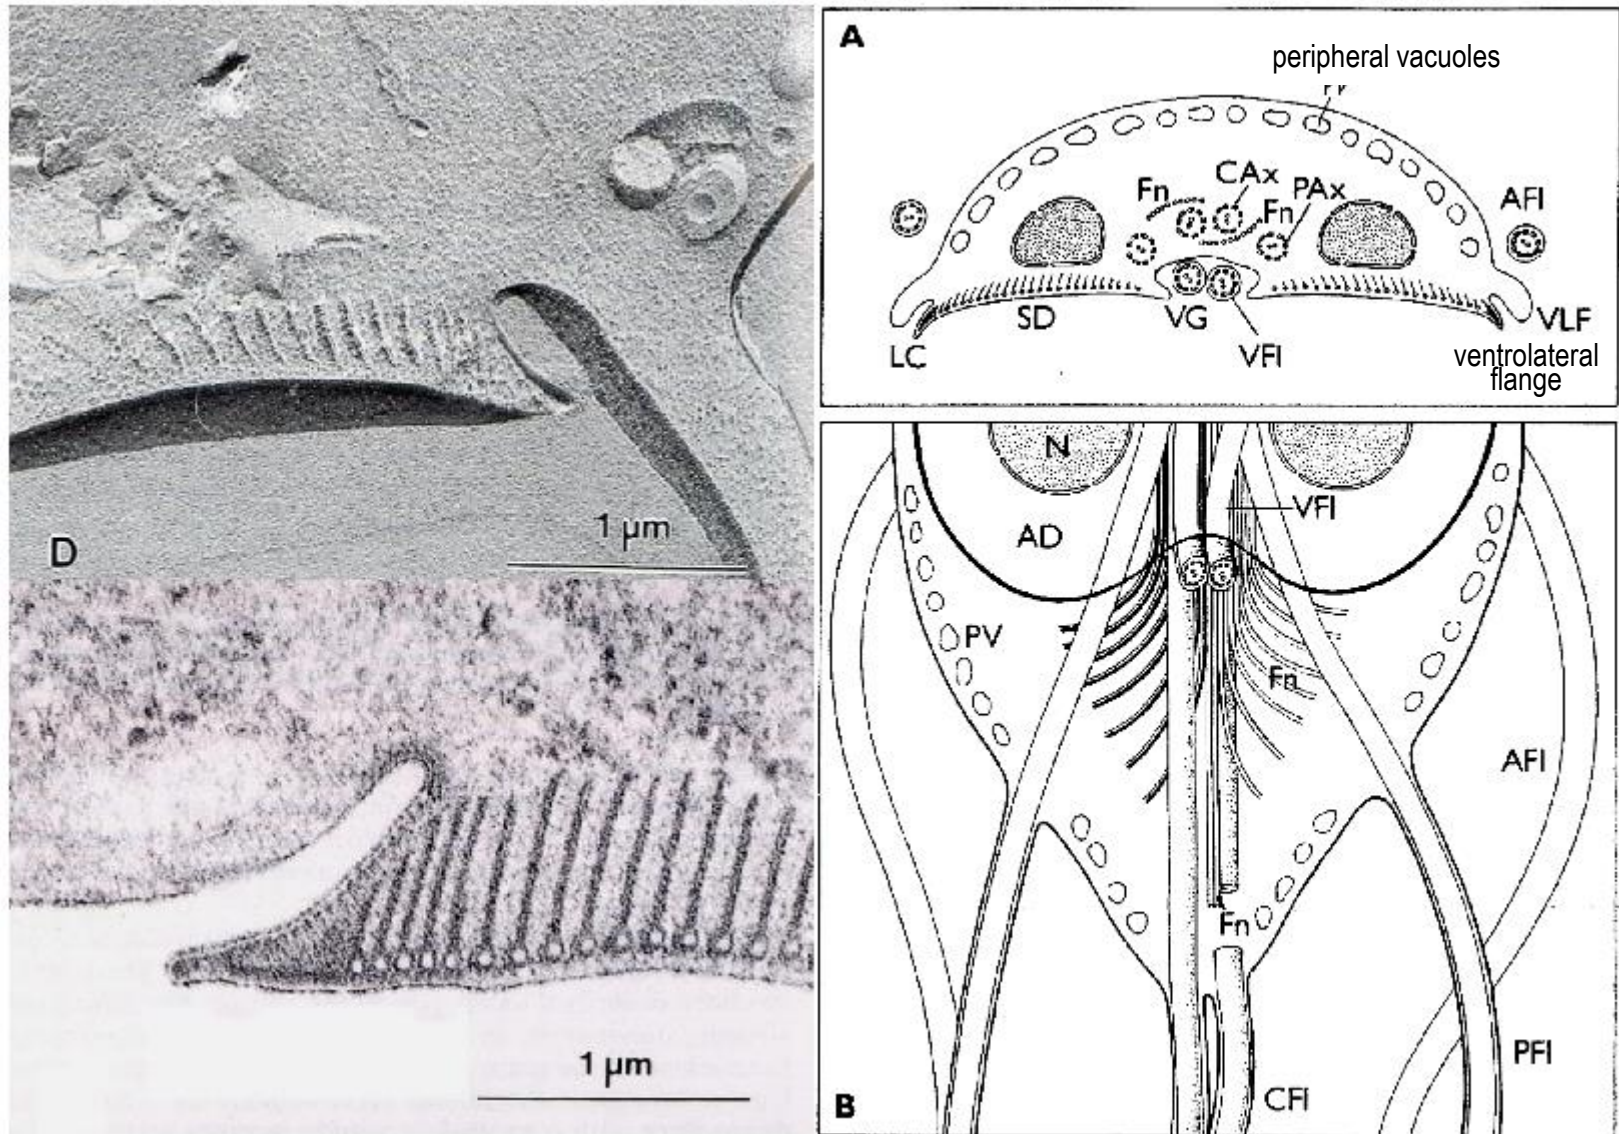 D
1 μm
1 μm
A
peripheral vacuoles
Fn
CAx
Fn
PAx
AFl
SD
VG
VFl
LC
VLF
ventrolateral
flange
N
VFl
AD
PV
Fn
AFl
Fn
PFl
CFl
B